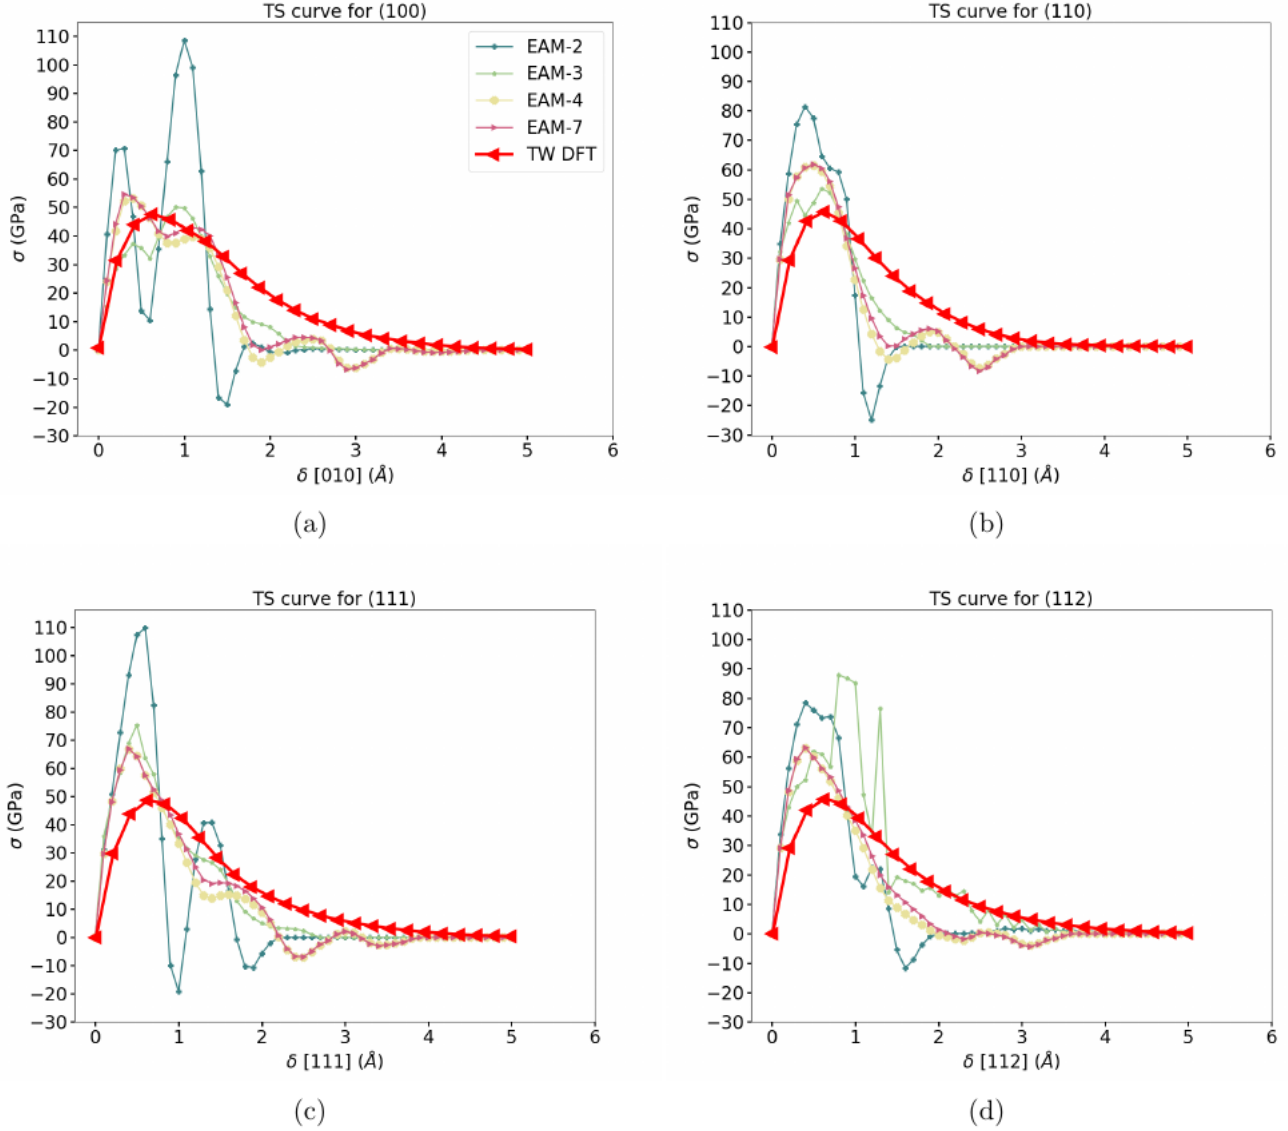 TS curve for (100)
110
100
90
80
70
60
50
40
30
20
10
0
−10
−20
−30
σ (GPa)
EAM-2
EAM-3
EAM-4
EAM-7
TW DFT
0 1 2 3 4 5 6
δ [010] (Å)
(a)
TS curve for (110)
110
100
90
80
70
60
50
40
30
20
10
0
−10
−20
−30
σ (GPa)
0 1 2 3 4 5 6
δ [110] (Å)
(b)
TS curve for (111)
110
100
90
80
70
60
50
40
30
20
10
0
−10
−20
−30
σ (GPa)
0 1 2 3 4 5 6
δ [111] (Å)
(c)
TS curve for (112)
110
100
90
80
70
60
50
40
30
20
10
0
−10
−20
−30
σ (GPa)
0 1 2 3 4 5 6
δ [112] (Å)
(d)